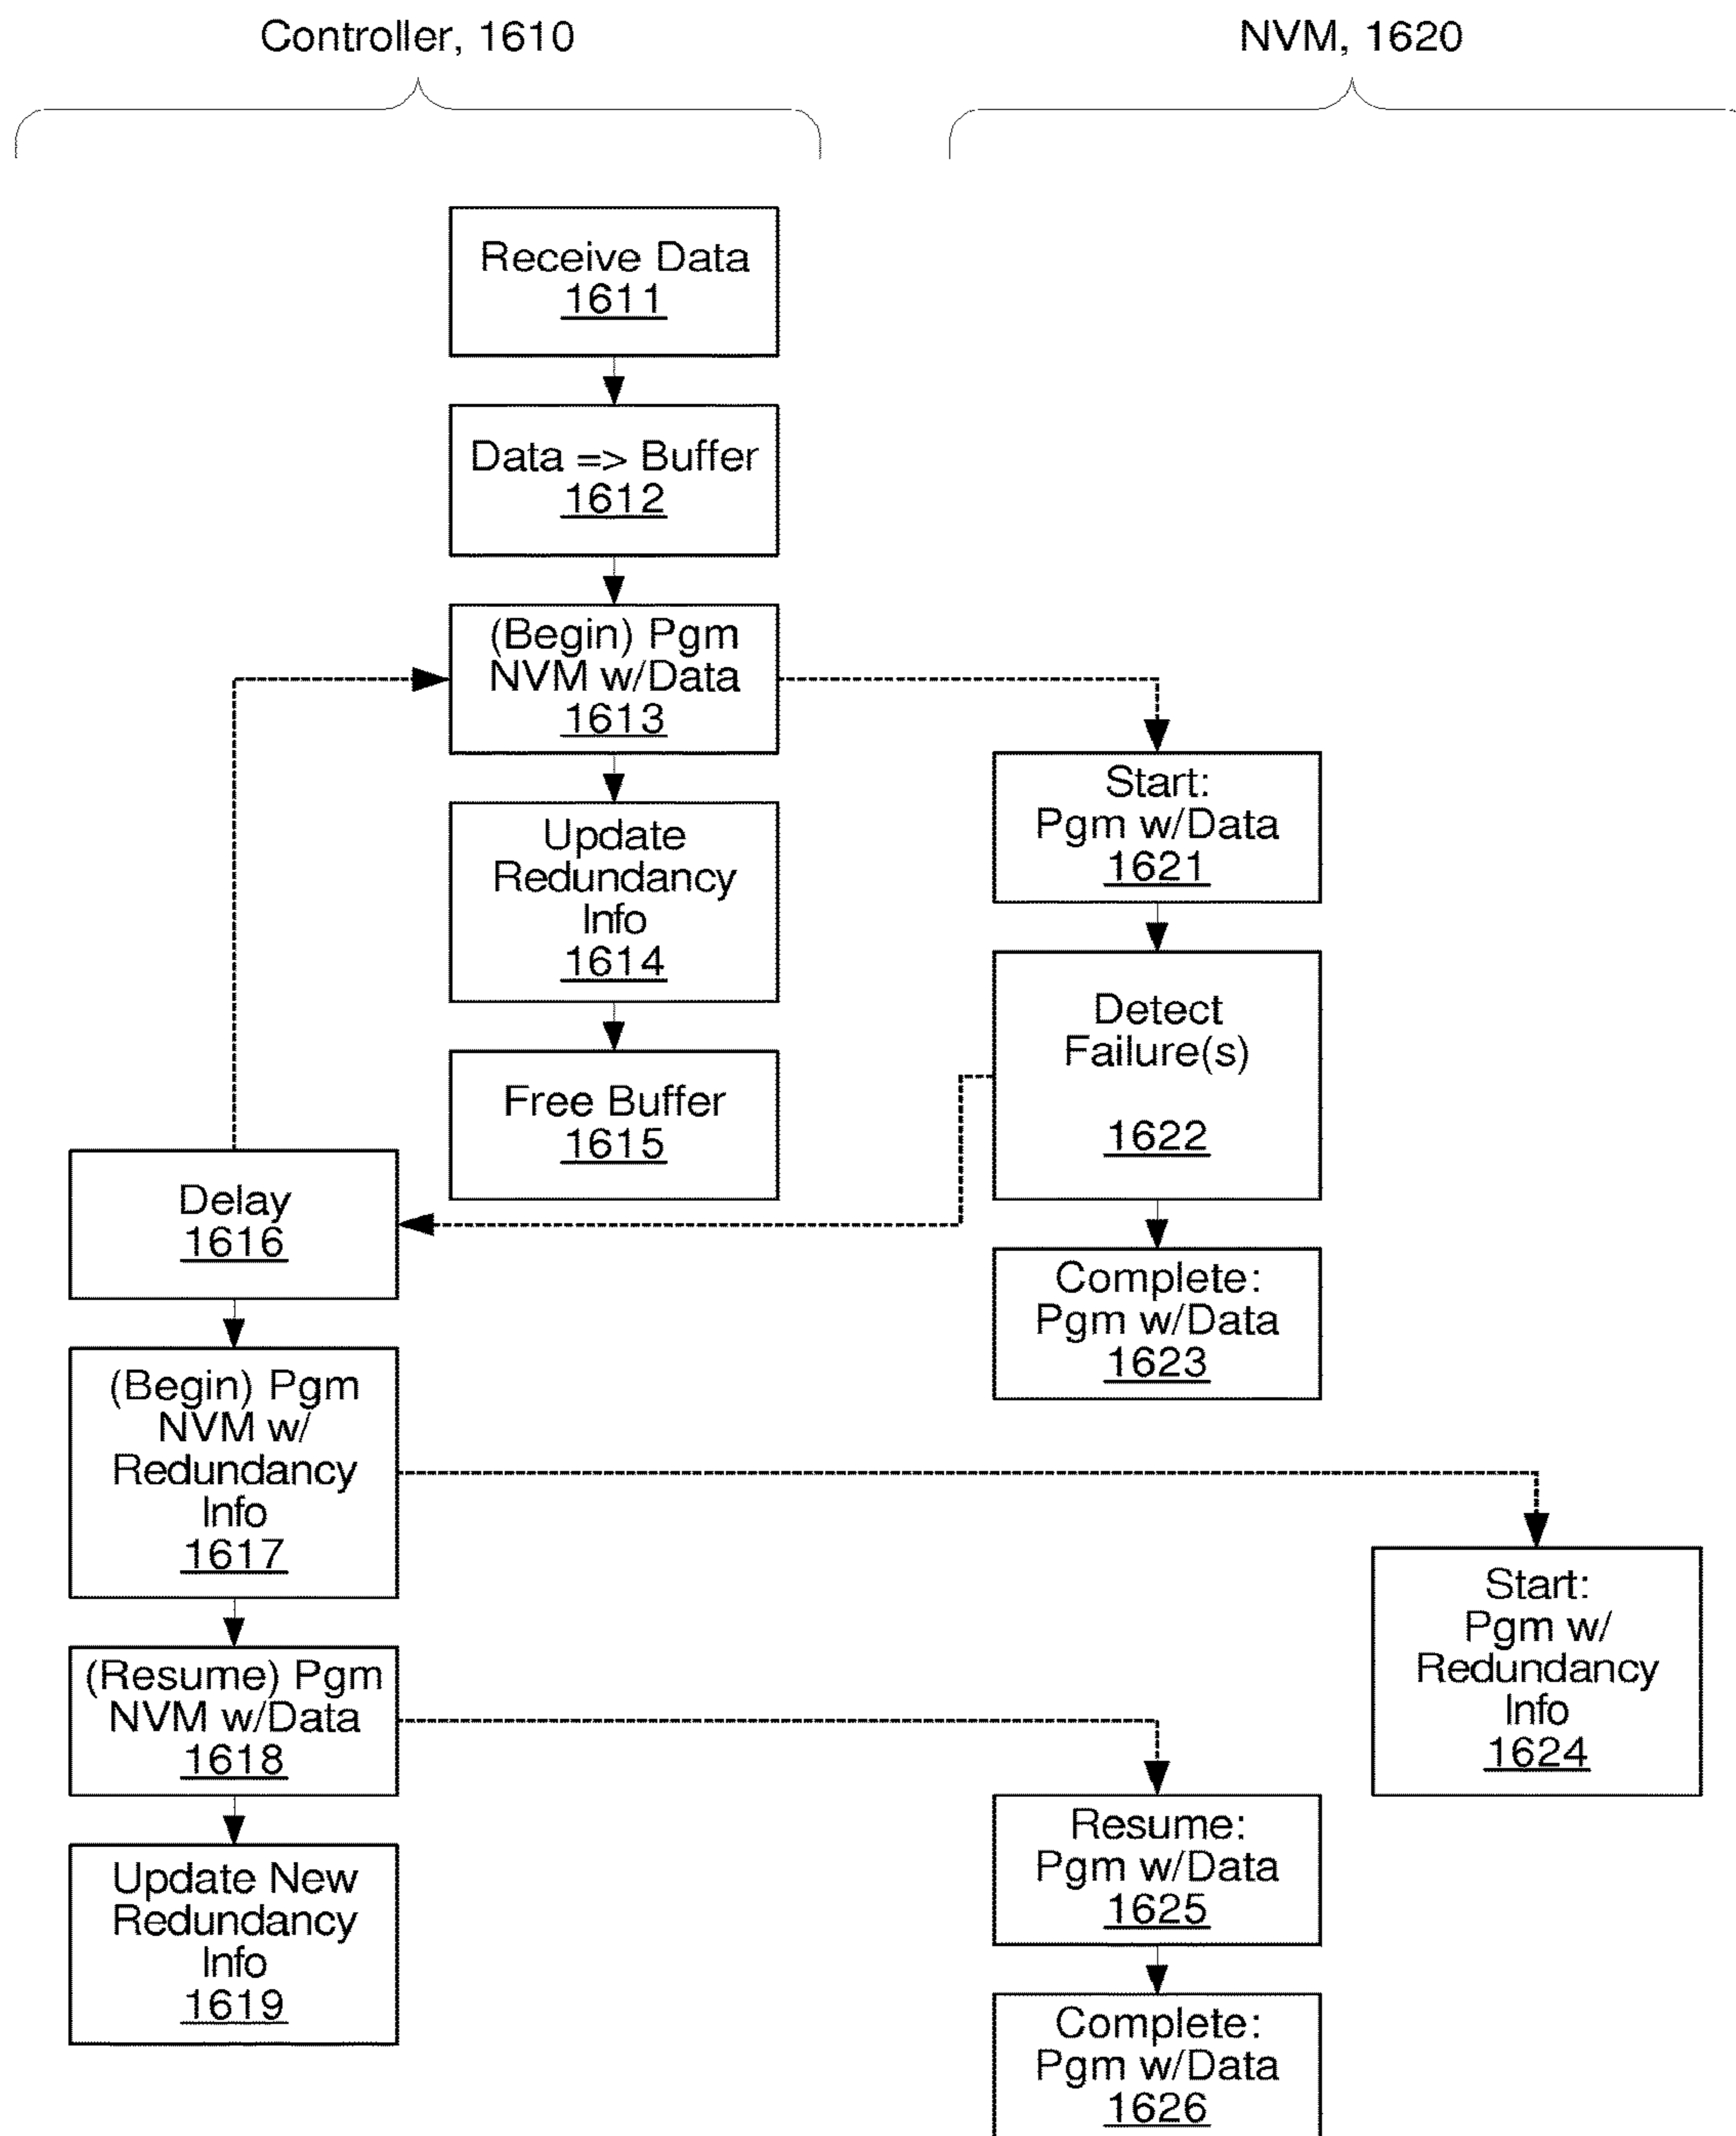 Controller, 1610
NVM, 1620
Receive Data
1611
Data => Buffer
1612
(Begin) Pgm
NVM w/Data
1613
Start:
Pgm w/Data
1621
Update
Redundancy
Info
1614
Detect
Failure(s)
1622
Free Buffer
1615
Delay
1616
Complete:
Pgm w/Data
1623
(Begin) Pgm
NVM w/
Redundancy
Info
1617
Start:
Pgm w/
Redundancy
Info
1624
(Resume) Pgm
NVM w/Data
1618
Resume:
Pgm w/Data
1625
Update New
Redundancy
Info
1619
Complete:
Pgm w/Data
1626